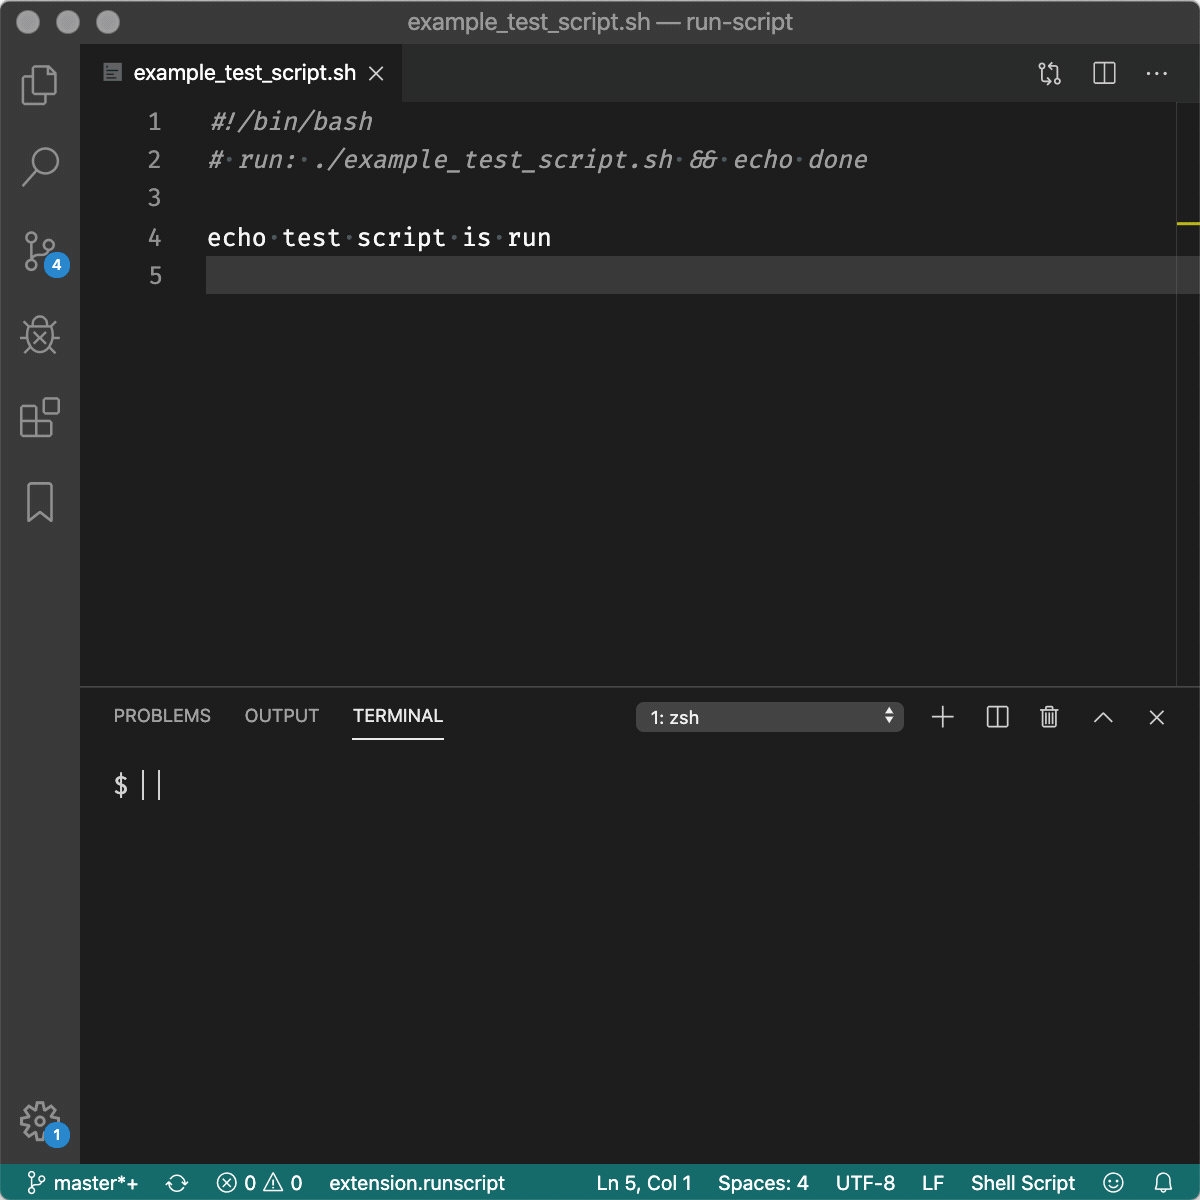 example_test_script.sh — run-script
example_test_script.sh
1 #!/bin/bash
2 # run: ./example_test_script.sh && echo done
3
4 echo test script is run
5
4
PROBLEMS OUTPUT TERMINAL 1: zsh
$
1
master*+ 0 0 extension.runscript Ln 5, Col 1 Spaces: 4 UTF-8 LF Shell Script